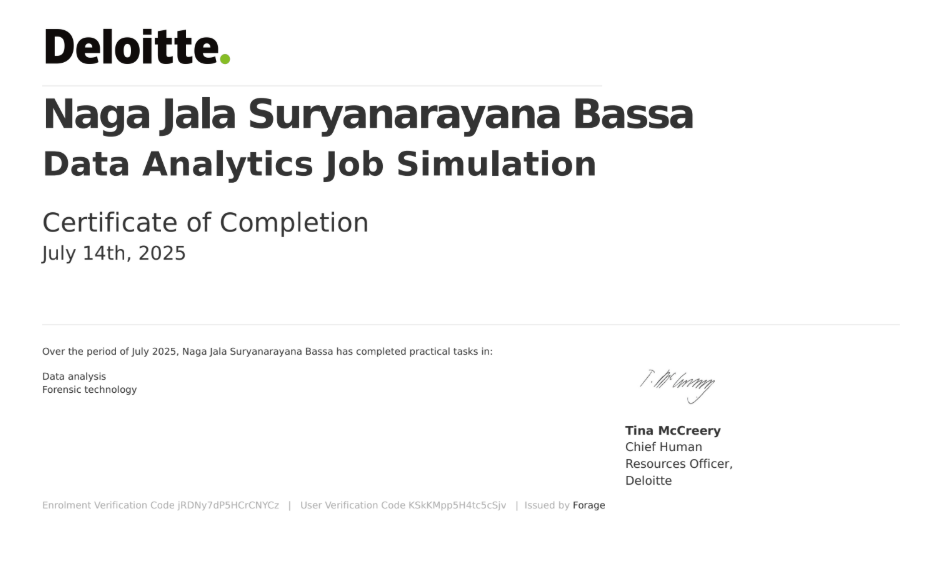 Deloitte.
Naga Jala Suryanarayana Bassa
Data Analytics Job Simulation
Certificate of Completion
July 14th, 2025
Over the period of July 2025, Naga Jala Suryanarayana Bassa has completed practical tasks in:
Data analysis
Forensic technology
T. McCreery
Tina McCreery
Chief Human
Resources Officer,
Deloitte
Enrolment Verification Code jRDNy7dP5HCrCNYCz | User Verification Code KSkKMpp5H4tc5cSjv | Issued by Forage